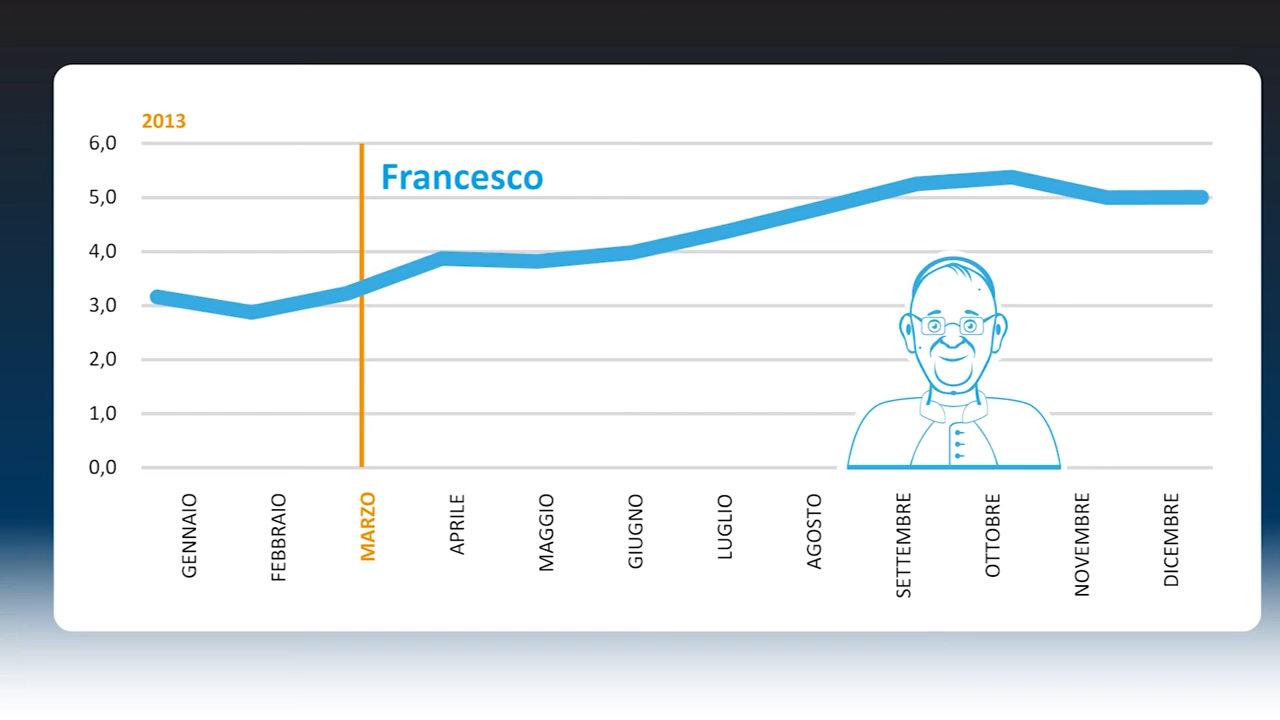 2013
6,0
Francesco
5,0
4,0
3,0
2,0
1,0
0,0
GENNAIO
FEBBRAIO
MARZO
APRILE
MAGGIO
GIUGNO
LUGLIO
AGOSTO
SETTEMBRE
OTTOBRE
NOVEMBRE
DICEMBRE